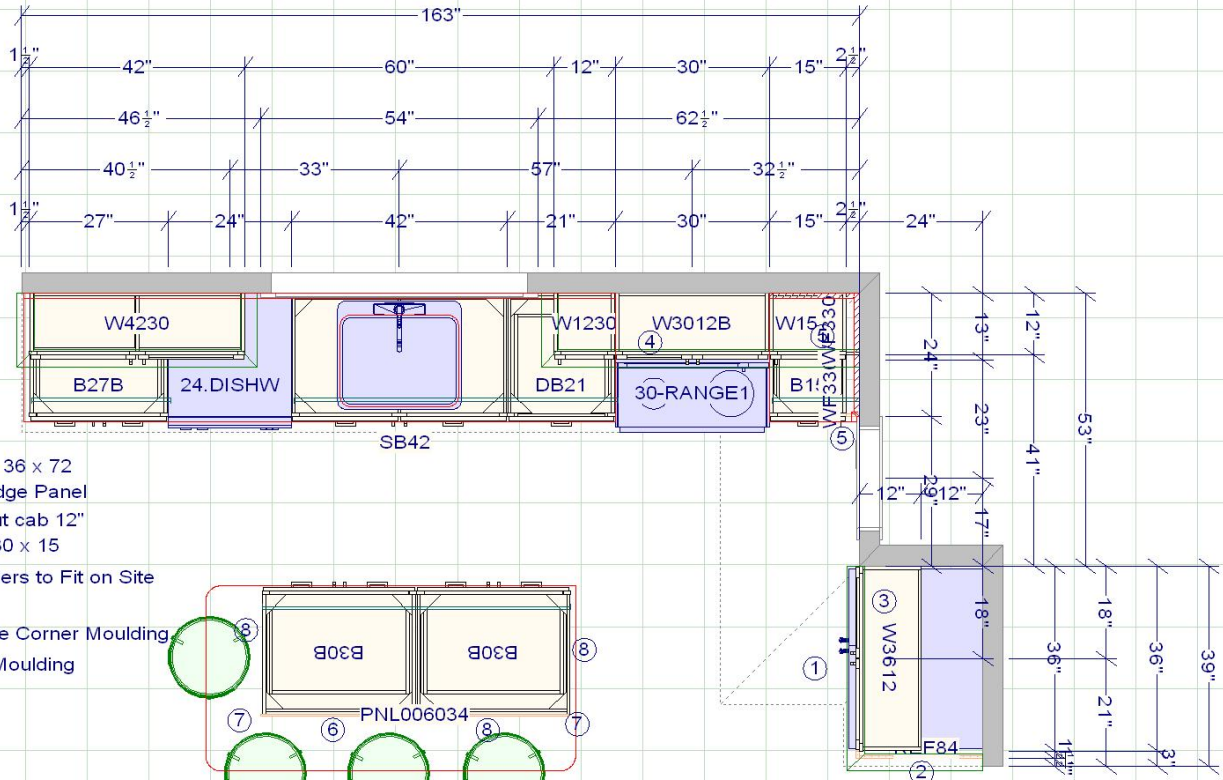 163"
1½" 42" 60" 12" 30" 15" 2½"
46½" 54" 62½"
40½" 33" 57" 32½"
1½" 27" 24" 42" 21" 30" 15" 2½" 24"
W4230 W1230 W3012B W15
4
WF330
B27B 24.DISHW DB21 30-RANGE1
SB42
5
24" 13" 12"
23" 53"
41"
12" 29" 12"
17"
36 x 72
dge Panel
t cab 12"
0 x 15
ers to Fit on Site
e Corner Moulding
Moulding
8 B30B B30B 8
PNL006034
7 6 8 7
1
3 W3612
18" 18"
36" 36" 39"
21"
3"
F84
2